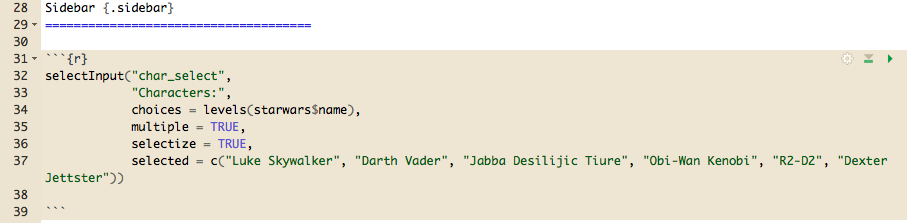 28 Sidebar {.sidebar}
29 =====================================
30
31 ```{r}
32 selectInput("char_select",
33             "Characters:",
34             choices = levels(starwars$name),
35             multiple = TRUE,
36             selectize = TRUE,
37             selected = c("Luke Skywalker", "Darth Vader", "Jabba Desilijic Tiure", "Obi-Wan Kenobi", "R2-D2", "Dexter
Jettster"))
38
39 ```